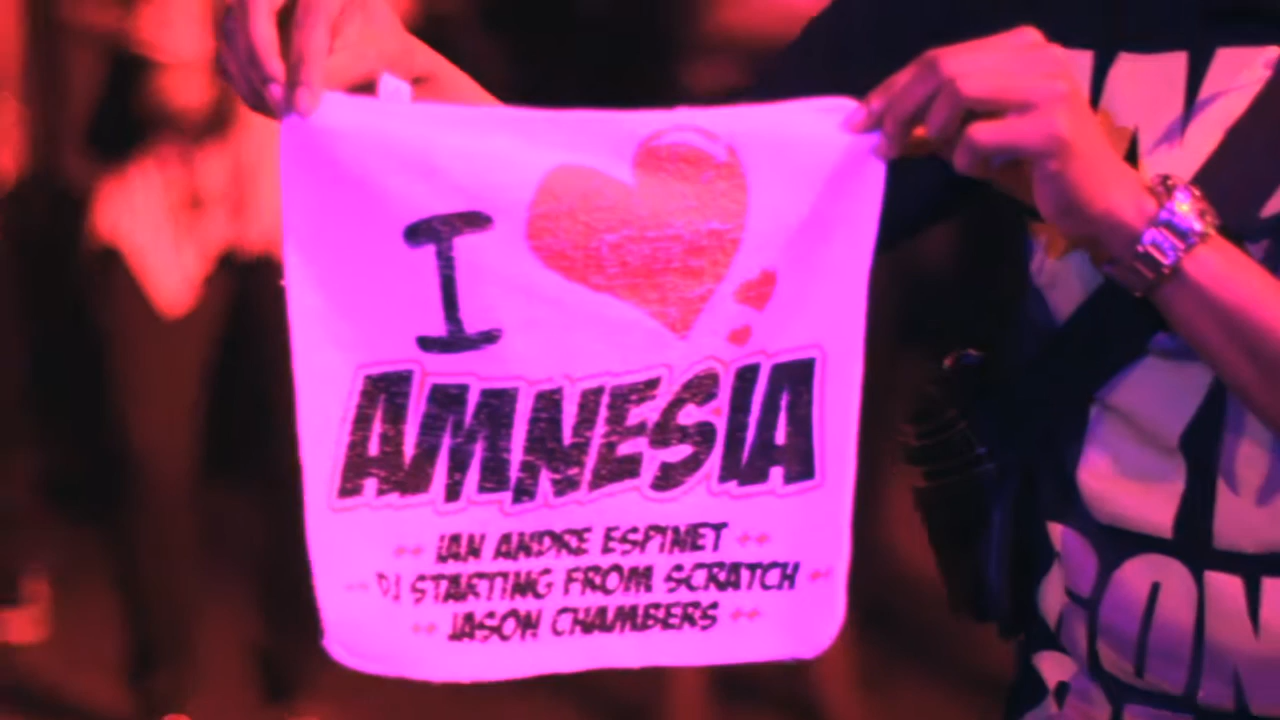 I
AMNESIA
IAN ANDRE ESPINET
DJ STARTING FROM SCRATCH
JASON CHAMBERS